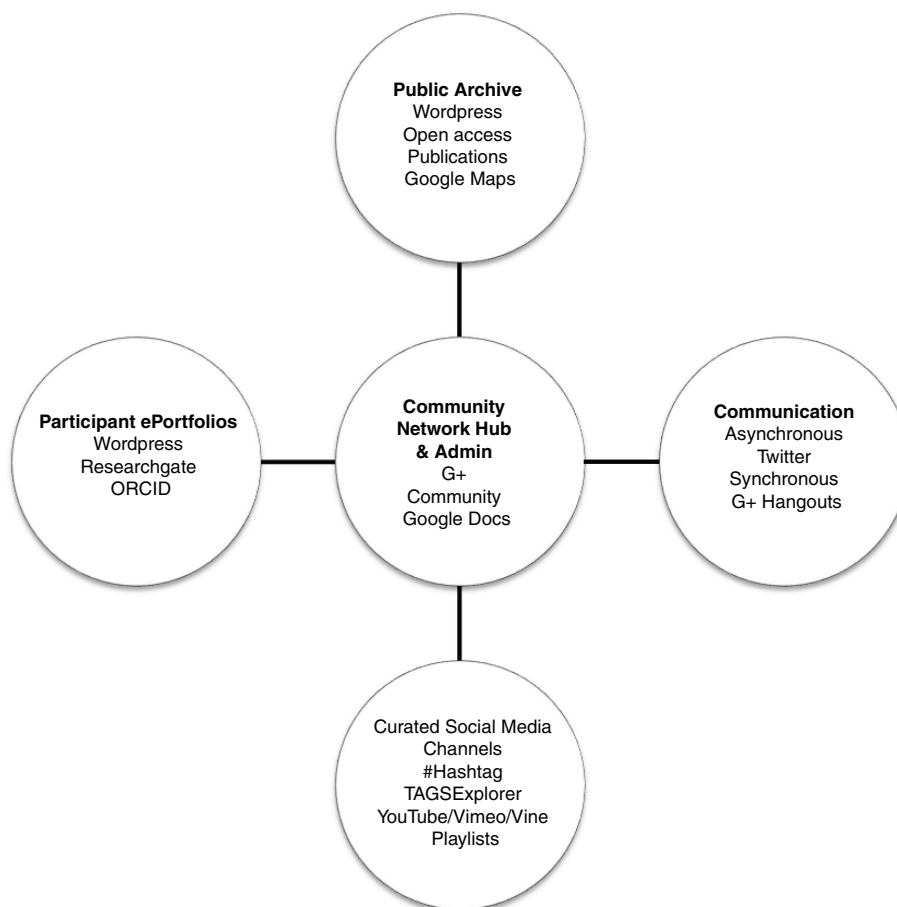 Public Archive
Wordpress
Open access
Publications
Google Maps
Participant ePortfolios
Wordpress
Researchgate
ORCID
Community
Network Hub
& Admin
G+
Community
Google Docs
Communication
Asynchronous
Twitter
Synchronous
G+ Hangouts
Curated Social Media
Channels
#Hashtag
TAGSExplorer
YouTube/Vimeo/Vine
Playlists